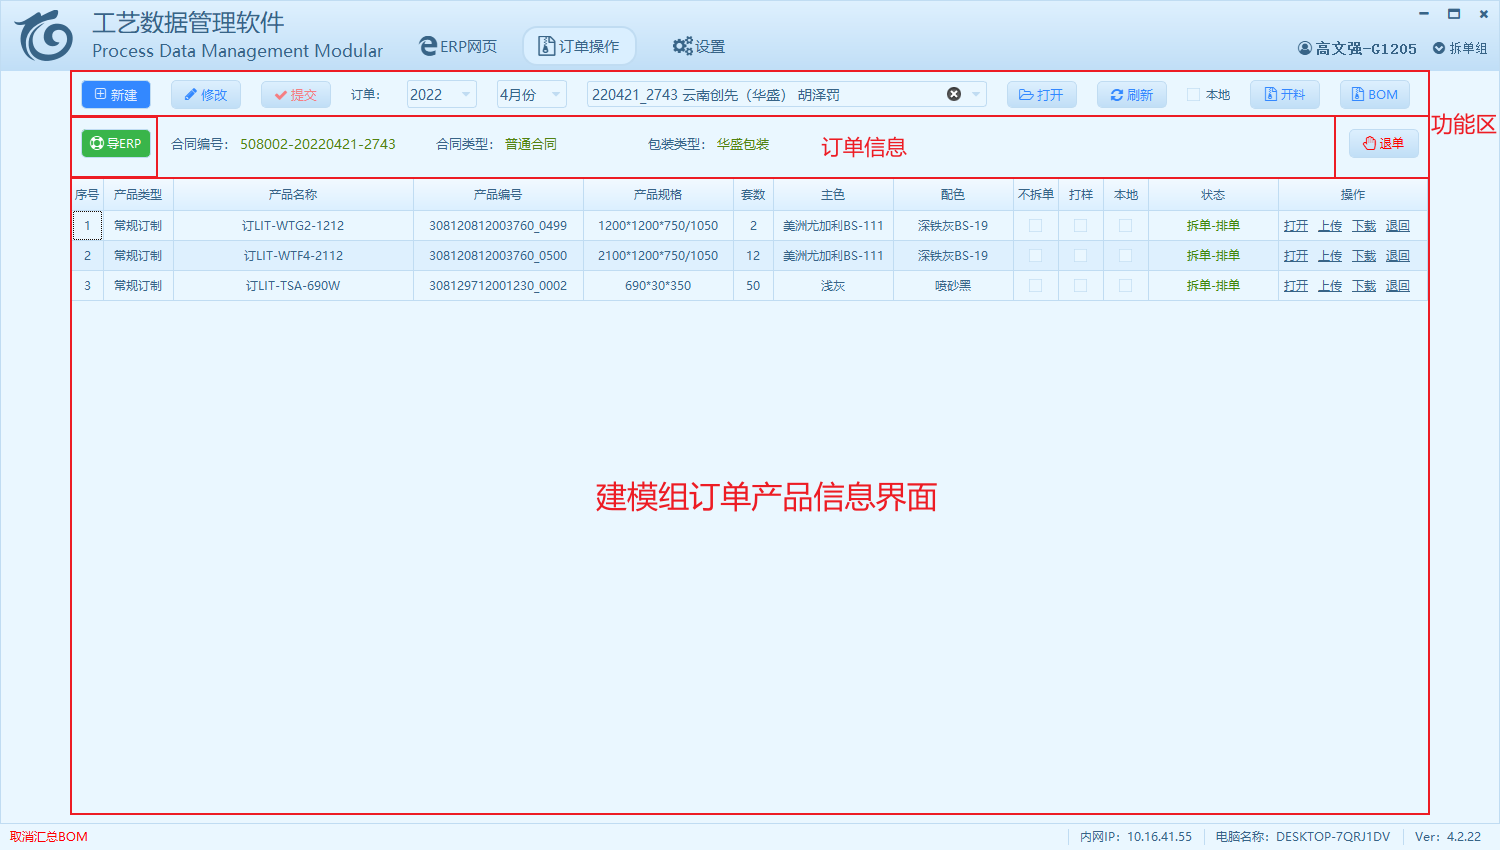 工艺数据管理软件
Process Data Management Modular
ERP网页 订单操作 设置
高文强-G1205 拆单组
新建 修改 提交 订单： 2022 4月份 220421_2743 云南创先（华盛） 胡泽罚 打开 刷新 本地 开料 BOM
功能区
导ERP 合同编号： 508002-20220421-2743 合同类型： 普通合同 包装类型： 华盛包装 订单信息 退单
序号 产品类型 产品名称 产品编号 产品规格 套数 主色 配色 不拆单 打样 本地 状态 操作
1 常规订制 订LIT-WTG2-1212 308120812003760_0499 1200*1200*750/1050 2 美洲尤加利BS-111 深铁灰BS-19 拆单-排单 打开 上传 下载 退回
2 常规订制 订LIT-WTF4-2112 308120812003760_0500 2100*1200*750/1050 12 美洲尤加利BS-111 深铁灰BS-19 拆单-排单 打开 上传 下载 退回
3 常规订制 订LIT-TSA-690W 308129712001230_0002 690*30*350 50 浅灰 喷砂黑 拆单-排单 打开 上传 下载 退回
建模组订单产品信息界面
取消汇总BOM 内网IP： 10.16.41.55 电脑名称： DESKTOP-7QRJ1DV Ver： 4.2.22